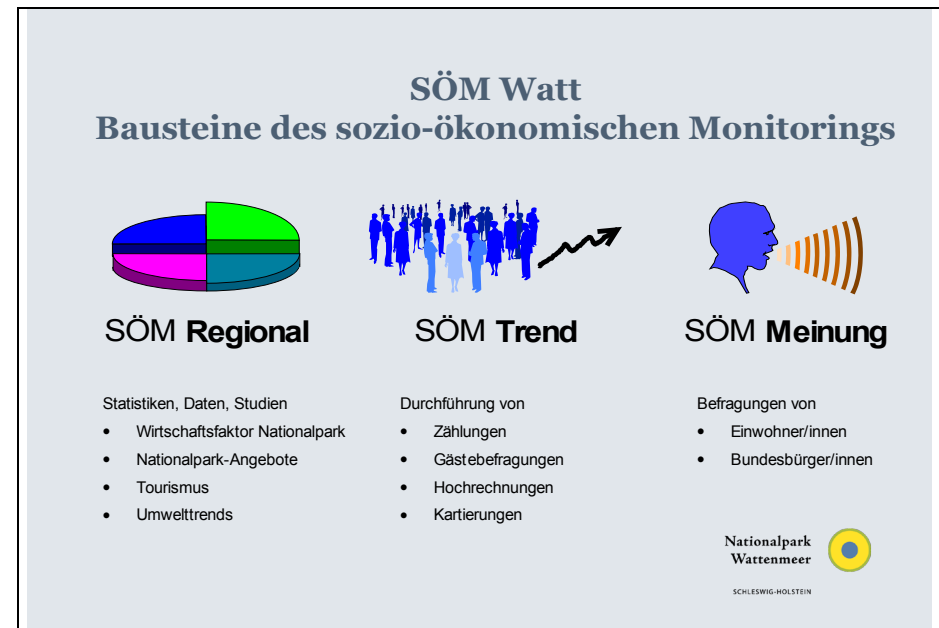 SÖM Watt
Bausteine des sozio-ökonomischen Monitorings
SÖM Regional
Statistiken, Daten, Studien
• Wirtschaftsfaktor Nationalpark
• Nationalpark-Angebote
• Tourismus
• Umwelttrends
SÖM Trend
Durchführung von
• Zählungen
• Gästebefragungen
• Hochrechnungen
• Kartierungen
SÖM Meinung
Befragungen von
• Einwohner/innen
• Bundesbürger/innen
Nationalpark
Wattenmeer
SCHLESWIG-HOLSTEIN